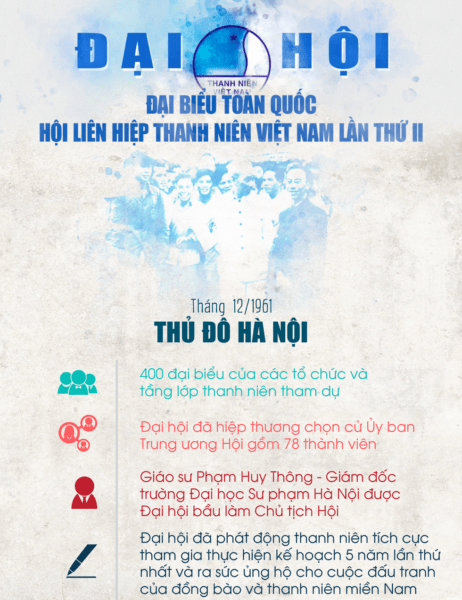 ĐẠI HỘI
THANH NIÊN
VIỆT NAM
ĐẠI BIỂU TOÀN QUỐC
HỘI LIÊN HIỆP THANH NIÊN VIỆT NAM LẦN THỨ II
Tháng 12/1961
THỦ ĐÔ HÀ NỘI
400 đại biểu của các tổ chức và
tầng lớp thanh niên tham dự
Đại hội đã hiệp thương chọn cử Ủy ban
Trung ương Hội gồm 78 thành viên
Giáo sư Phạm Huy Thông - Giám đốc
trường Đại học Sư phạm Hà Nội được
Đại hội bầu làm Chủ tịch Hội
Đại hội đã phát động thanh niên tích cực
tham gia thực hiện kế hoạch 5 năm lần thứ
nhất và ra sức ủng hộ cho cuộc đấu tranh
của đồng bào và thanh niên miền Nam